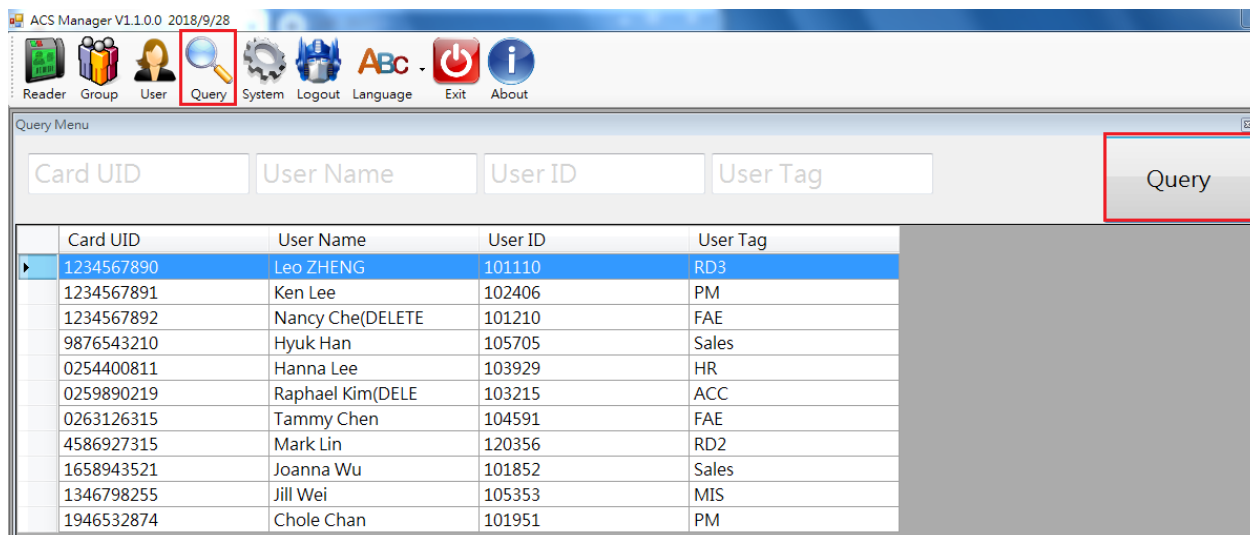 ACS Manager V1.1.0.0 2018/9/28
ABC
Reader Group User Query System Logout Language Exit About
Query Menu
Card UID User Name User ID User Tag Query
Card UID User Name User ID User Tag
1234567890 Leo ZHENG 101110 RD3
1234567891 Ken Lee 102406 PM
1234567892 Nancy Che(DELETE 101210 FAE
9876543210 Hyuk Han 105705 Sales
0254400811 Hanna Lee 103929 HR
0259890219 Raphael Kim(DELE 103215 ACC
0263126315 Tammy Chen 104591 FAE
4586927315 Mark Lin 120356 RD2
1658943521 Joanna Wu 101852 Sales
1346798255 Jill Wei 105353 MIS
1946532874 Chole Chan 101951 PM